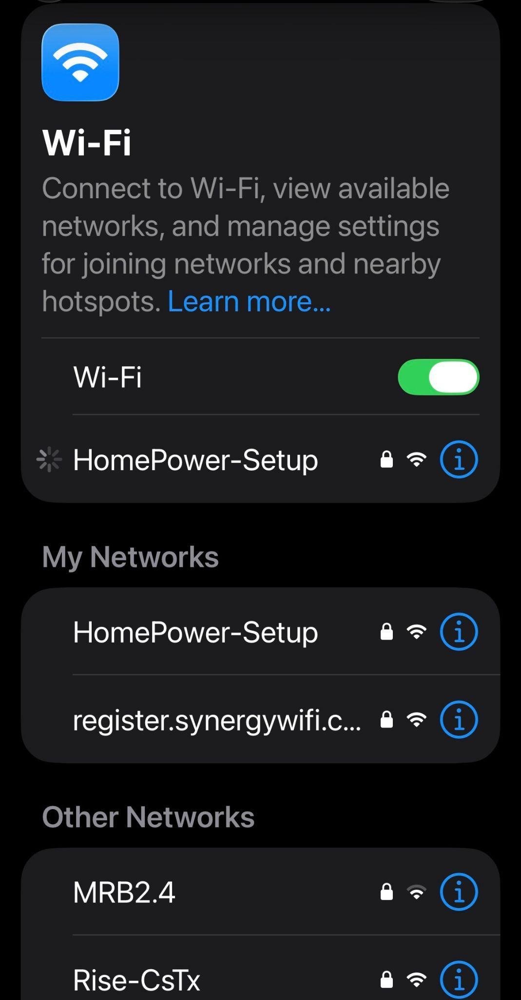 Wi-Fi
Connect to Wi-Fi, view available
networks, and manage settings
for joining networks and nearby
hotspots. Learn more...
Wi-Fi
HomePower-Setup
My Networks
HomePower-Setup
register.synergywifi.c...
Other Networks
MRB2.4
Rise-CsTx